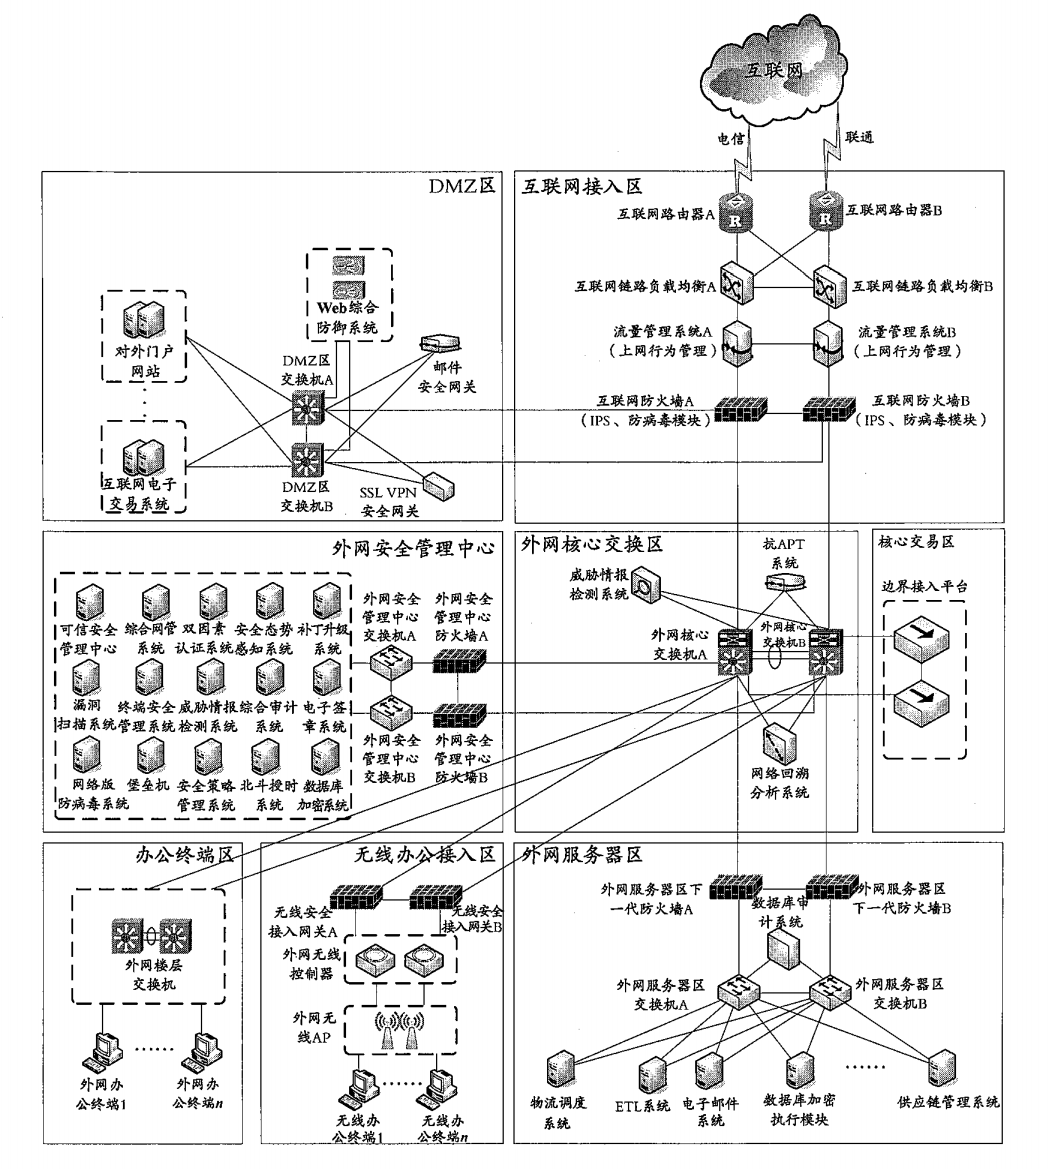 互联网
电信
联通
DMZ区
Web综合
防御系统
对外门户
网站
DMZ区
交换机A
邮件
安全网关
互联网电子
交易系统
DMZ区
交换机B
SSL VPN
安全网关
互联网接入区
互联网路由器A
互联网路由器B
互联网链路负载均衡A
互联网链路负载均衡B
流量管理系统A
(上网行为管理)
流量管理系统B
(上网行为管理)
互联网防火墙A
(IPS、防病毒模块)
互联网防火墙B
(IPS、防病毒模块)
外网安全管理中心
可信安全
管理中心
综合网管
系统
双因素
认证系统
安全态势
感知系统
补丁升级
系统
漏洞
扫描系统
终端安全
管理系统
威胁情报
检测系统
综合审计
系统
电子签
章系统
网络版
防病毒系统
堡垒机
安全策略
管理系统
北斗授时
系统
数据库
加密系统
外网安全
管理中心
交换机A
外网安全
管理中心
防火墙A
外网安全
管理中心
交换机B
外网安全
管理中心
防火墙B
外网核心交换区
威胁情报
检测系统
抗APT
系统
外网核心
交换机A
外网核心
交换机B
网络回溯
分析系统
核心交易区
边界接入平台
办公终端区
外网楼层
交换机
外网办
公终端1
外网办
公终端n
无线办公接入区
无线安全
接入网关A
无线安全
接入网关B
外网无线
控制器
外网无
线AP
无线办
公终端1
无线办
公终端n
外网服务器区
外网服务器区下
一代防火墙A
外网服务器区
下一代防火墙B
数据库审
计系统
外网服务器区
交换机A
外网服务器区
交换机B
物流调度
系统
ETL系统
电子邮件
系统
数据库加密
执行模块
······
供应链管理系统